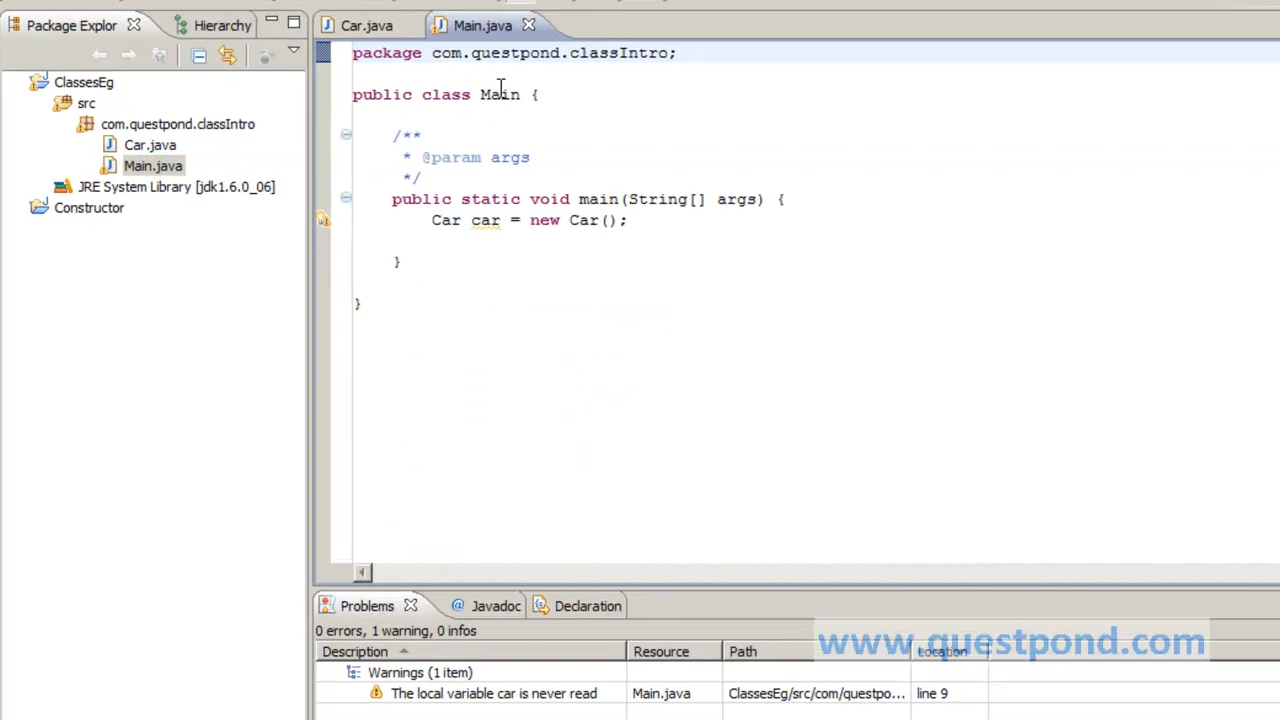 Package Explor
Hierarchy
Car.java
Main.java
ClassesEg
src
com.questpond.classIntro
Car.java
Main.java
JRE System Library [jdk1.6.0_06]
Constructor
package com.questpond.classIntro;
public class Main {
/**
* @param args
*/
public static void main(String[] args) {
Car car = new Car();
}
}
Problems
@ Javadoc
Declaration
0 errors, 1 warning, 0 infos
www.questpond.com
Description
Resource
Path
Location
Warnings (1 item)
The local variable car is never read
Main.java
ClassesEg/src/com/questpo...
line 9